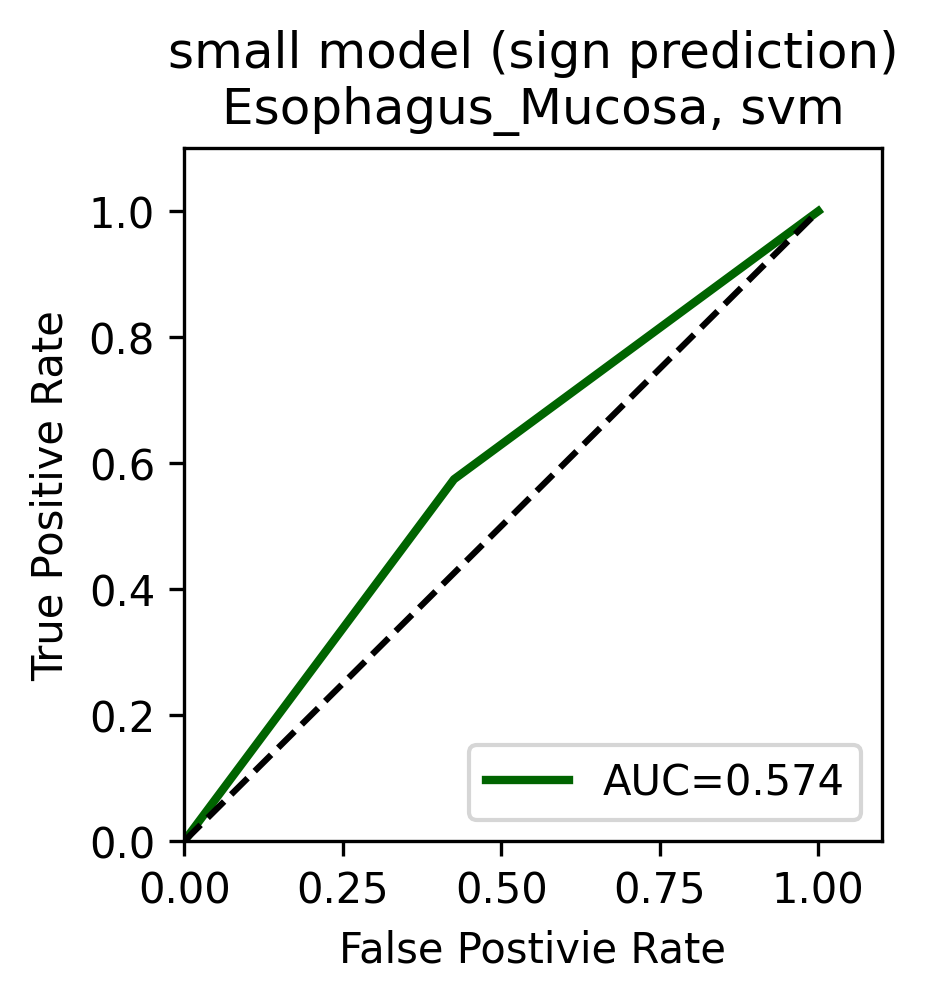 small model (sign prediction)
Esophagus_Mucosa, svm
True Positive Rate
1.0
0.8
0.6
0.4
0.2
0.0
AUC=0.574
0.00 0.25 0.50 0.75 1.00
False Postivie Rate